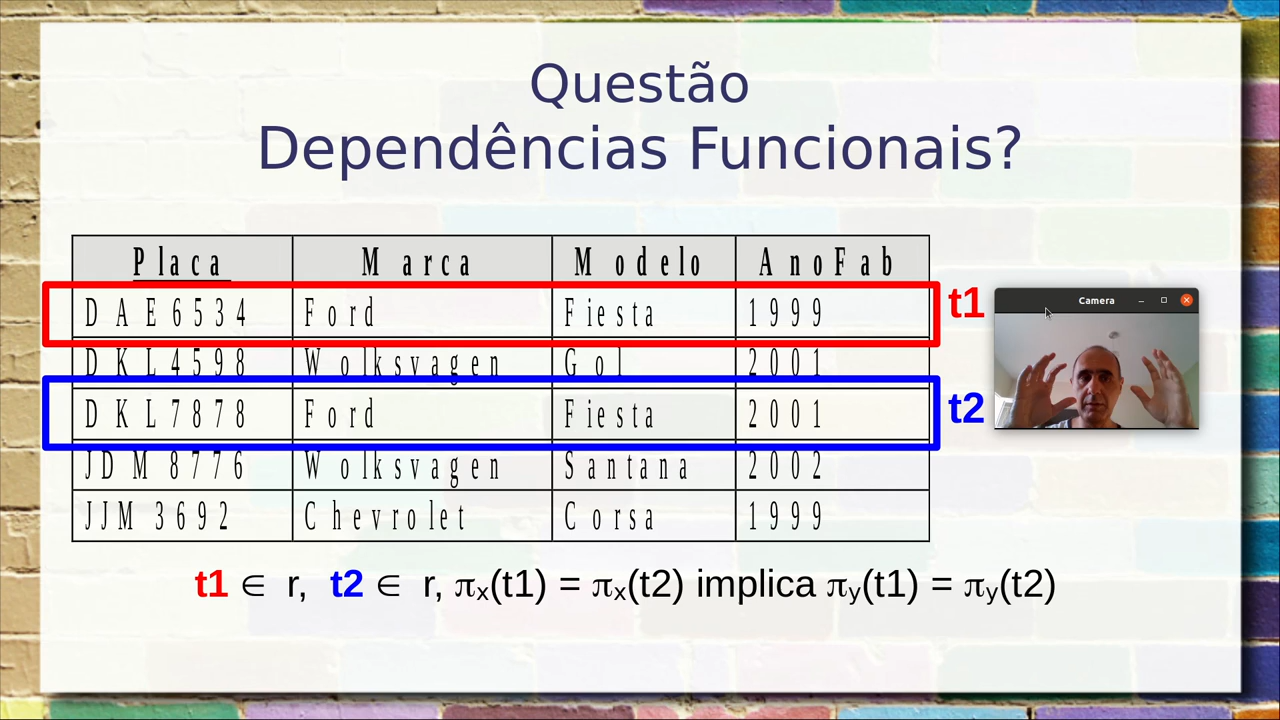 Questão
Dependências Funcionais?
Placa Marca Modelo AnoFab
DAE6534 Ford Fiesta 1999
t1
Camera
DKL4598 Wolksvagen Gol 2001
DKL7878 Ford Fiesta 2001
t2
JDM8776 Wolksvagen Santana 2002
JJM3692 Chevrolet Corsa 1999
t1 ∈ r, t2 ∈ r, πx(t1) = πx(t2) implica πy(t1) = πy(t2)